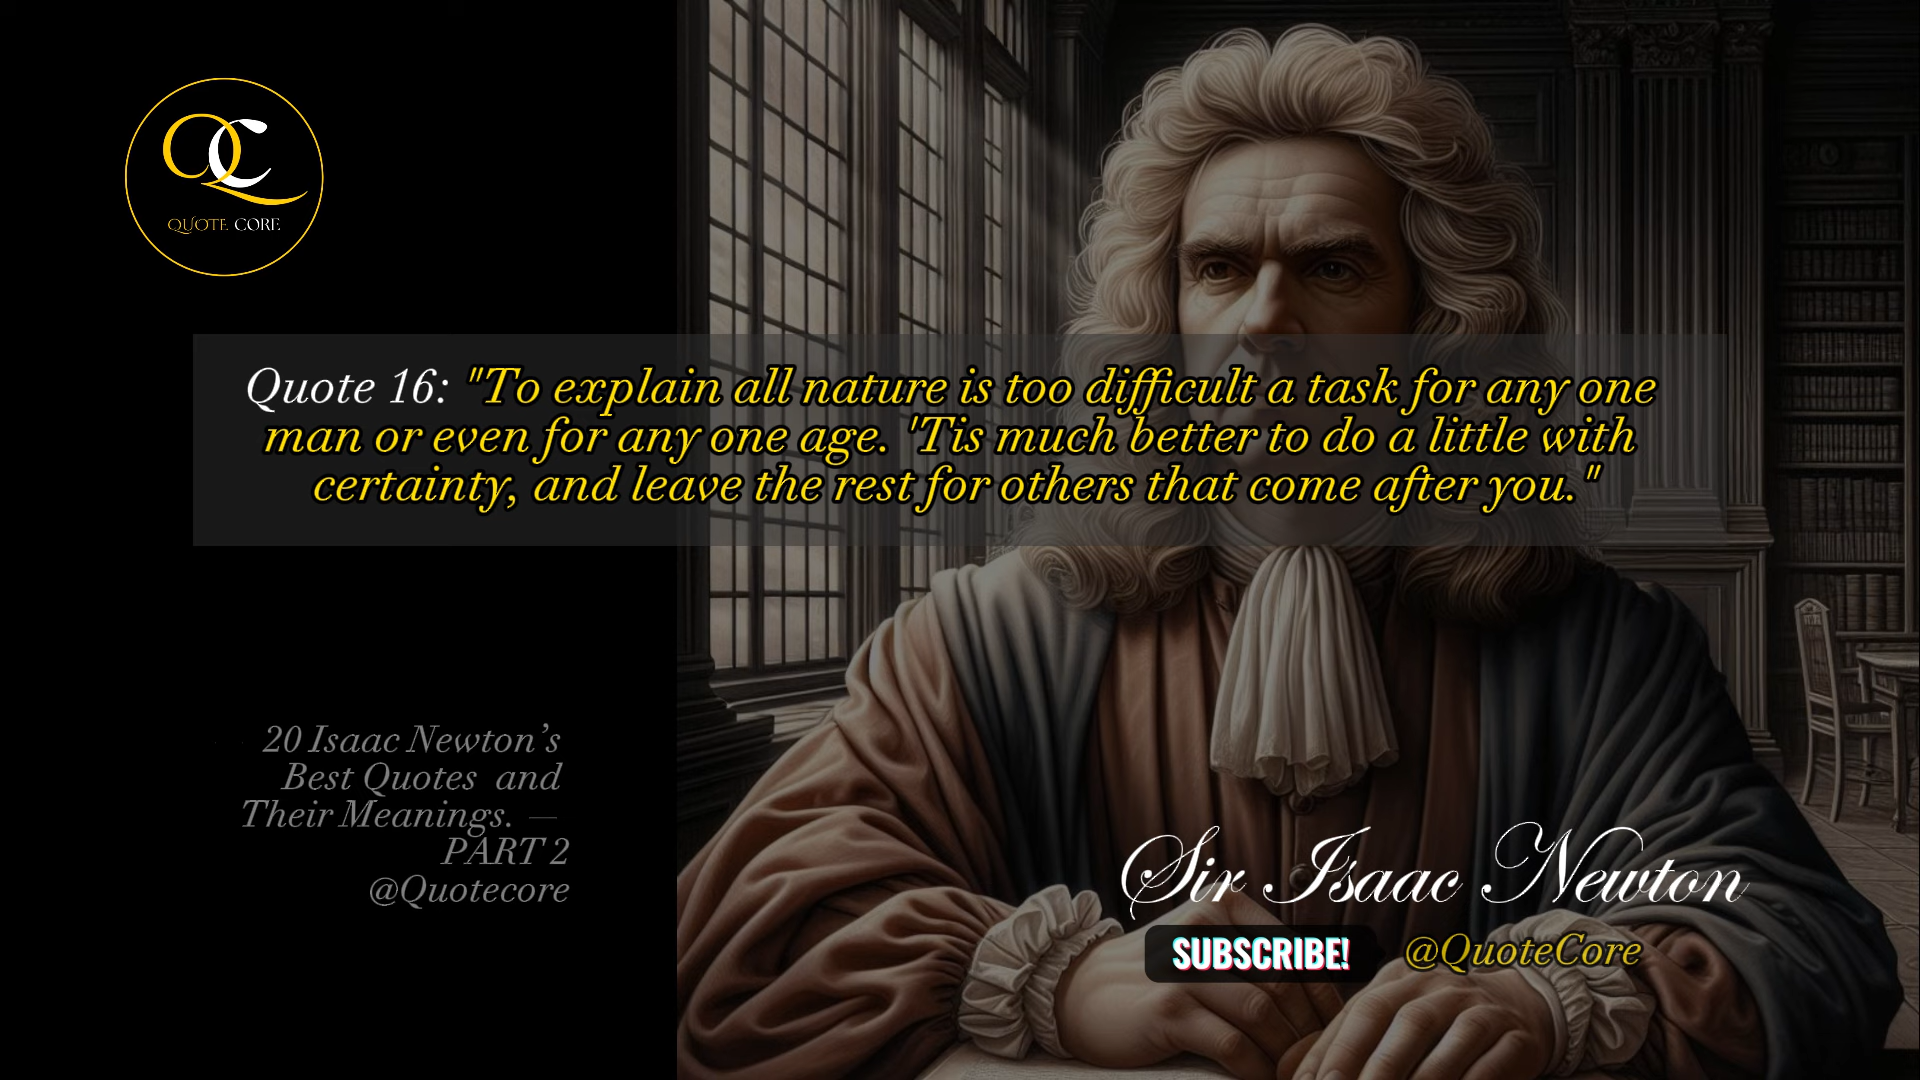 QC
QUOTE CORE
Quote 16: "To explain all nature is too difficult a task for any one
man or even for any one age. 'Tis much better to do a little with
certainty, and leave the rest for others that come after you."
20 Isaac Newton’s
Best Quotes and
Their Meanings. —
PART 2
@Quotecore
Sir Isaac Newton
SUBSCRIBE!
@QuoteCore